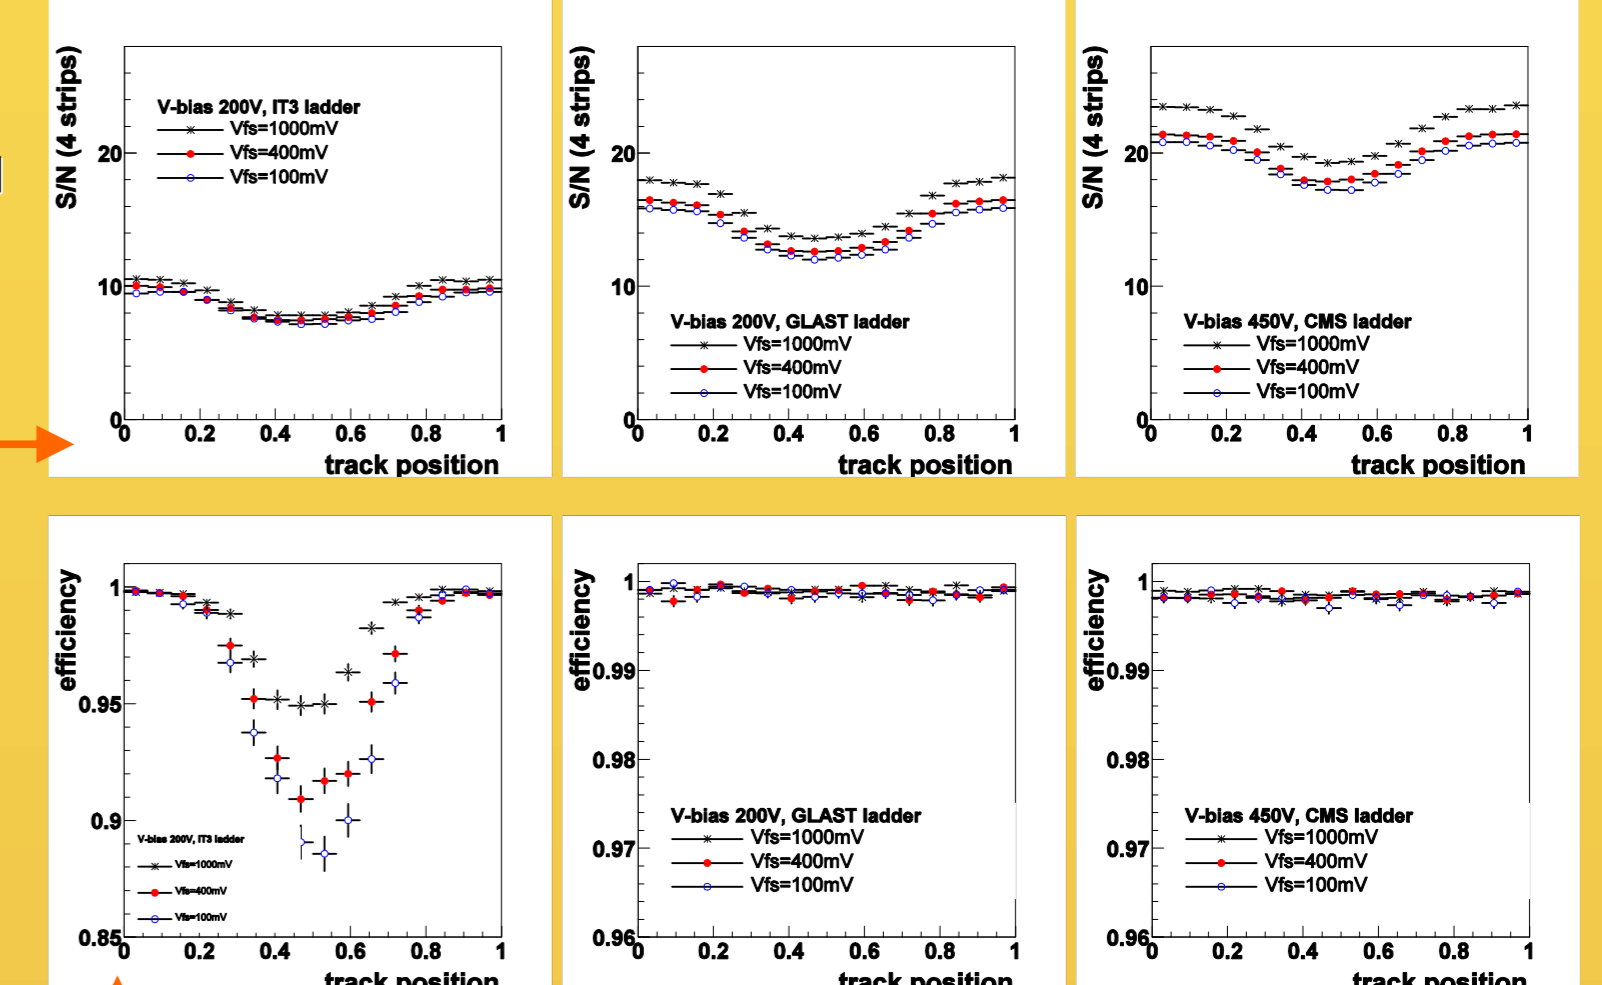 S/N (4 strips)
20
10
0
V-bias 200V, IT3 ladder
Vfs=1000mV
Vfs=400mV
Vfs=100mV
0 0.2 0.4 0.6 0.8 1
track position
S/N (4 strips)
20
10
0
V-bias 200V, GLAST ladder
Vfs=1000mV
Vfs=400mV
Vfs=100mV
0 0.2 0.4 0.6 0.8 1
track position
S/N (4 strips)
20
10
0
V-bias 450V, CMS ladder
Vfs=1000mV
Vfs=400mV
Vfs=100mV
0 0.2 0.4 0.6 0.8 1
track position
efficiency
1
0.95
0.9
0.85
V-bias 200V, IT3 ladder
Vfs=1000mV
Vfs=400mV
Vfs=100mV
0 0.2 0.4 0.6 0.8 1
track position
efficiency
1
0.99
0.98
0.97
0.96
V-bias 200V, GLAST ladder
Vfs=1000mV
Vfs=400mV
Vfs=100mV
0 0.2 0.4 0.6 0.8 1
track position
efficiency
1
0.99
0.98
0.97
0.96
V-bias 450V, CMS ladder
Vfs=1000mV
Vfs=400mV
Vfs=100mV
0 0.2 0.4 0.6 0.8 1
track position